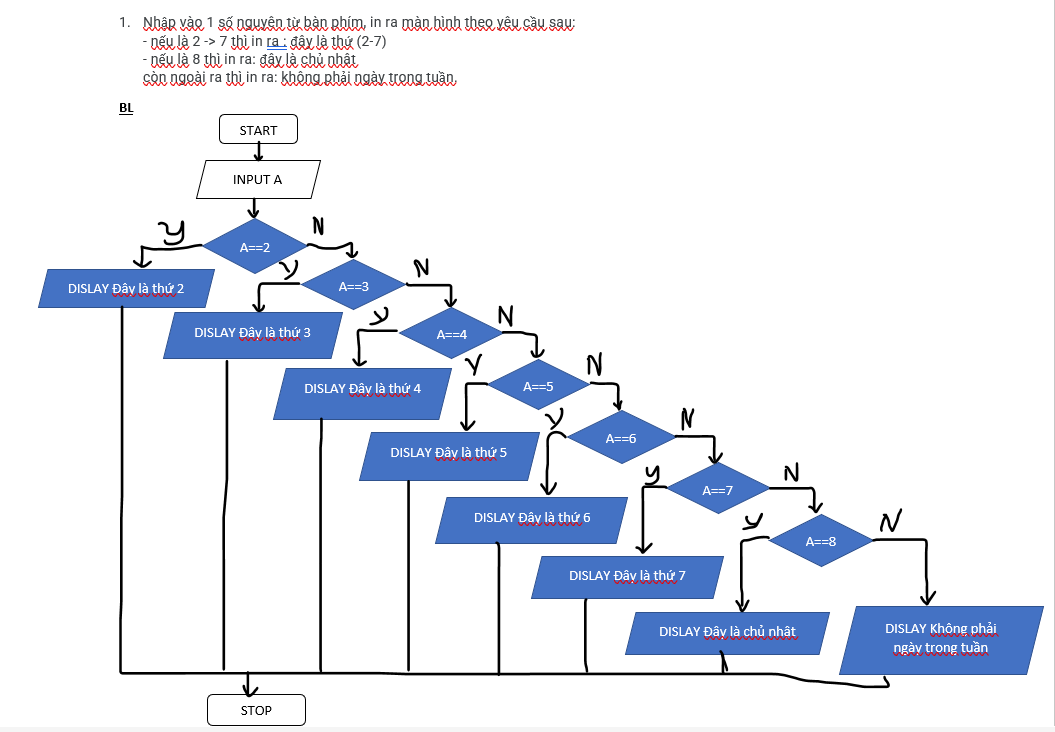 1. Nhập vào 1 số nguyên từ bàn phím, in ra màn hình theo yêu cầu sau:
- nếu là 2 -> 7 thì in ra : đây là thứ (2-7)
- nếu là 8 thì in ra: đây là chủ nhật
còn ngoài ra thì in ra: không phải ngày trong tuần.
BL
START
INPUT A
Y
N
A==2
DISLAY Đây là thứ 2
Y
N
A==3
DISLAY Đây là thứ 3
Y
N
A==4
DISLAY Đây là thứ 4
Y
N
A==5
DISLAY Đây là thứ 5
Y
N
A==6
DISLAY Đây là thứ 6
Y
N
A==7
DISLAY Đây là thứ 7
Y
N
A==8
DISLAY Đây là chủ nhật
DISLAY Không phải
ngày trong tuần
STOP